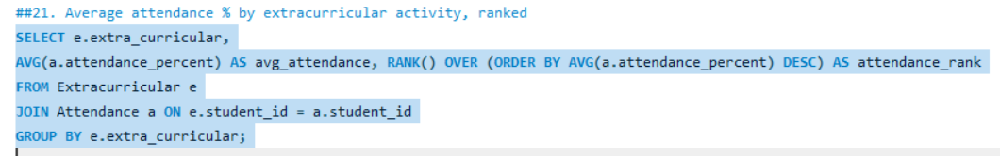 ##21. Average attendance % by extracurricular activity, ranked
SELECT e.extra_curricular,
AVG(a.attendance_percent) AS avg_attendance, RANK() OVER (ORDER BY AVG(a.attendance_percent) DESC) AS attendance_rank
FROM Extracurricular e
JOIN Attendance a ON e.student_id = a.student_id
GROUP BY e.extra_curricular;